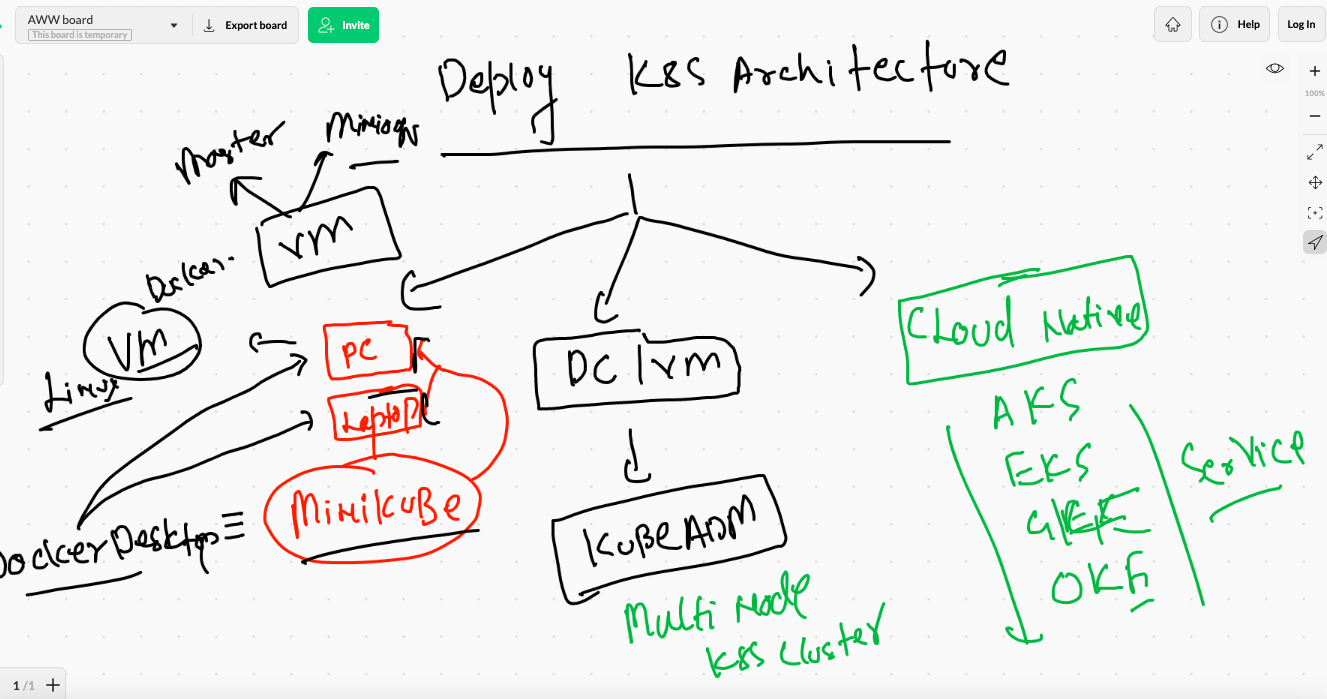 AWW board
This board is temporary
Export board
Invite
Help
Log In
100%
Deploy K8S Architecture
Master
Minions
VM
Docker
VM
Linux
PC
Laptop
Docker Desktop =
MiniKuBe
DC / VM
KuBeADM
Multi Node
K8S Cluster
Cloud Native
AKS
EKS
GKE
OKE
Service
1 /1